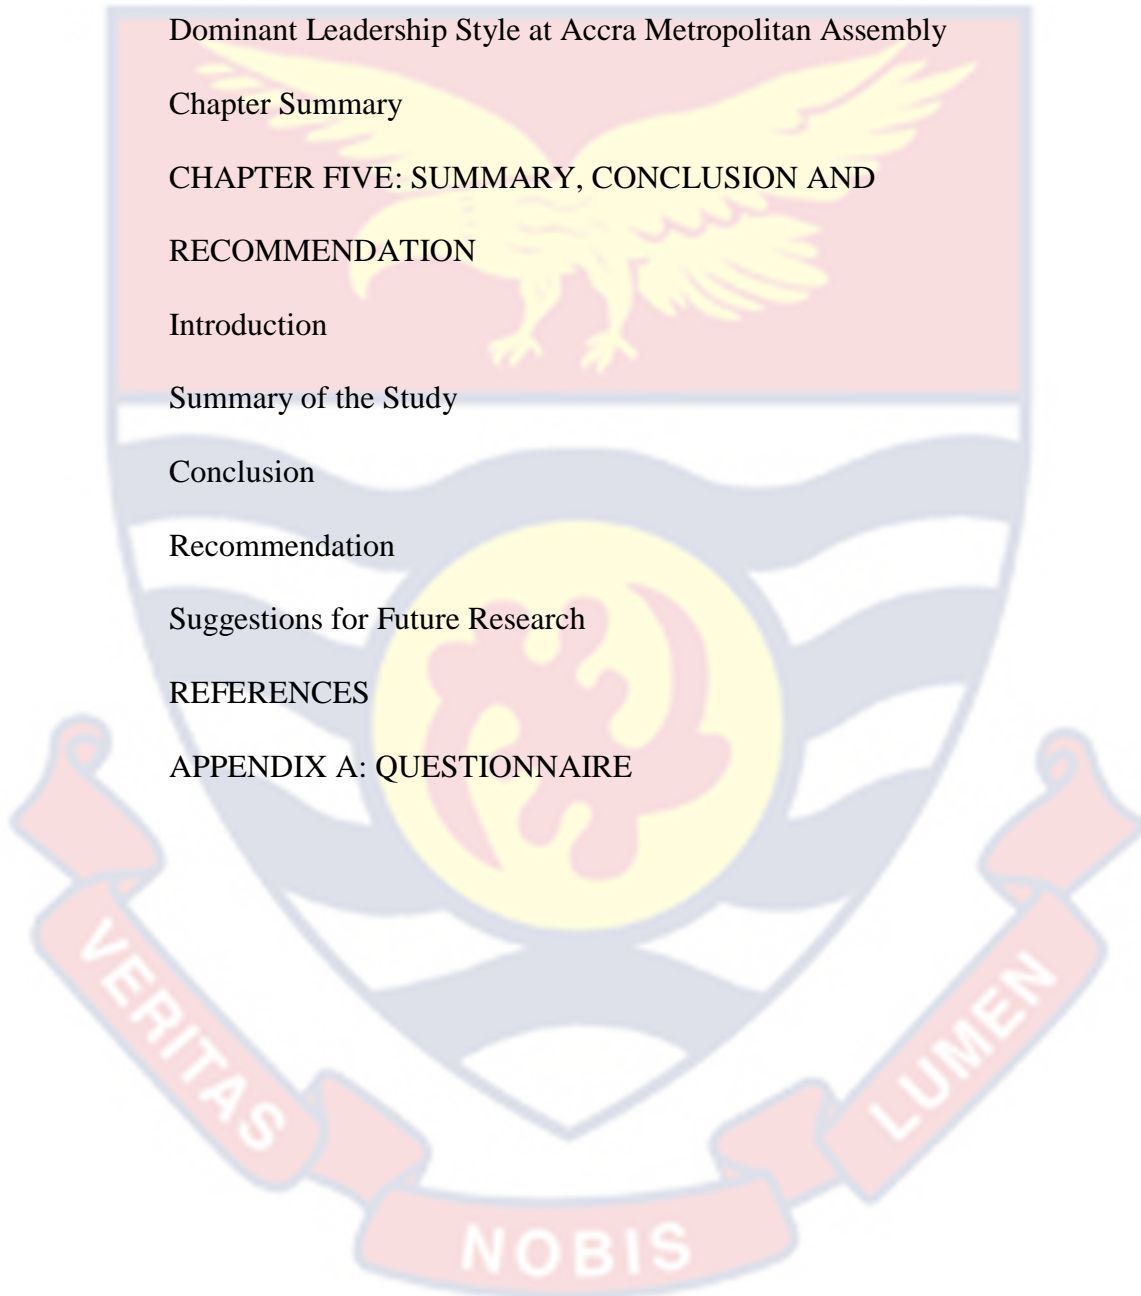 Dominant Leadership Style at Accra Metropolitan Assembly
Chapter Summary
CHAPTER FIVE: SUMMARY, CONCLUSION AND
RECOMMENDATION
Introduction
Summary of the Study
Conclusion
Recommendation
Suggestions for Future Research
REFERENCES
APPENDIX A: QUESTIONNAIRE
VERITAS
NOBIS
LUMEN